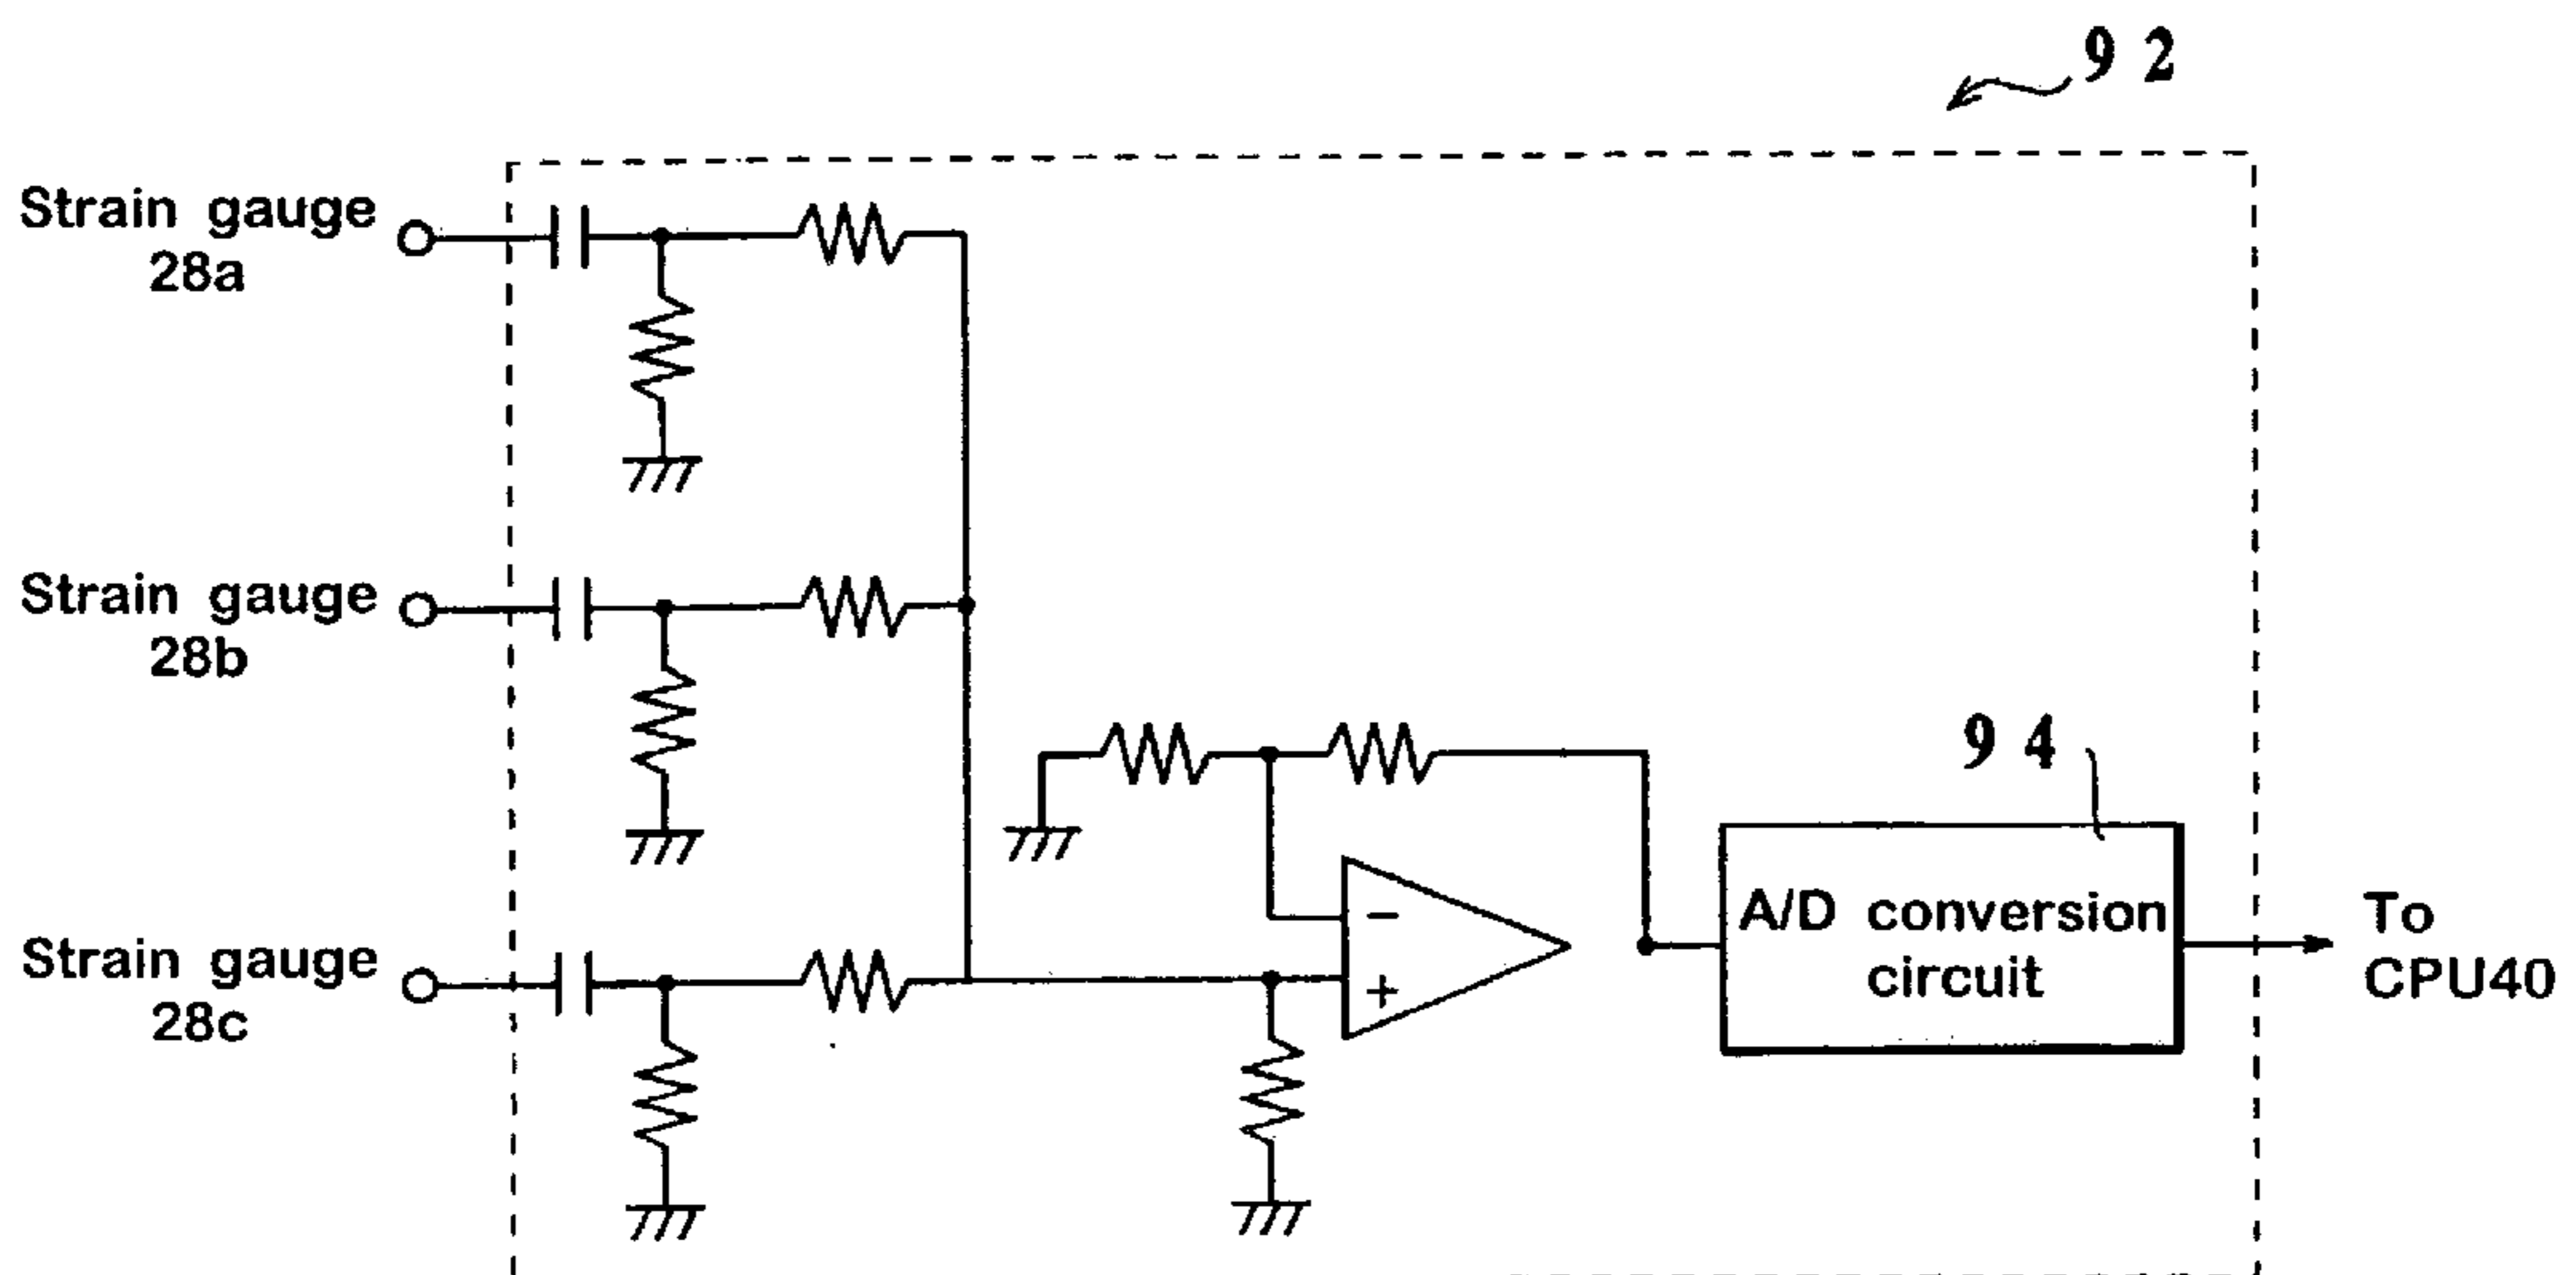 9 2
Strain gauge
28a
Strain gauge
28b
9 4
Strain gauge
28c
−
+
A/D conversion
circuit
To
CPU40